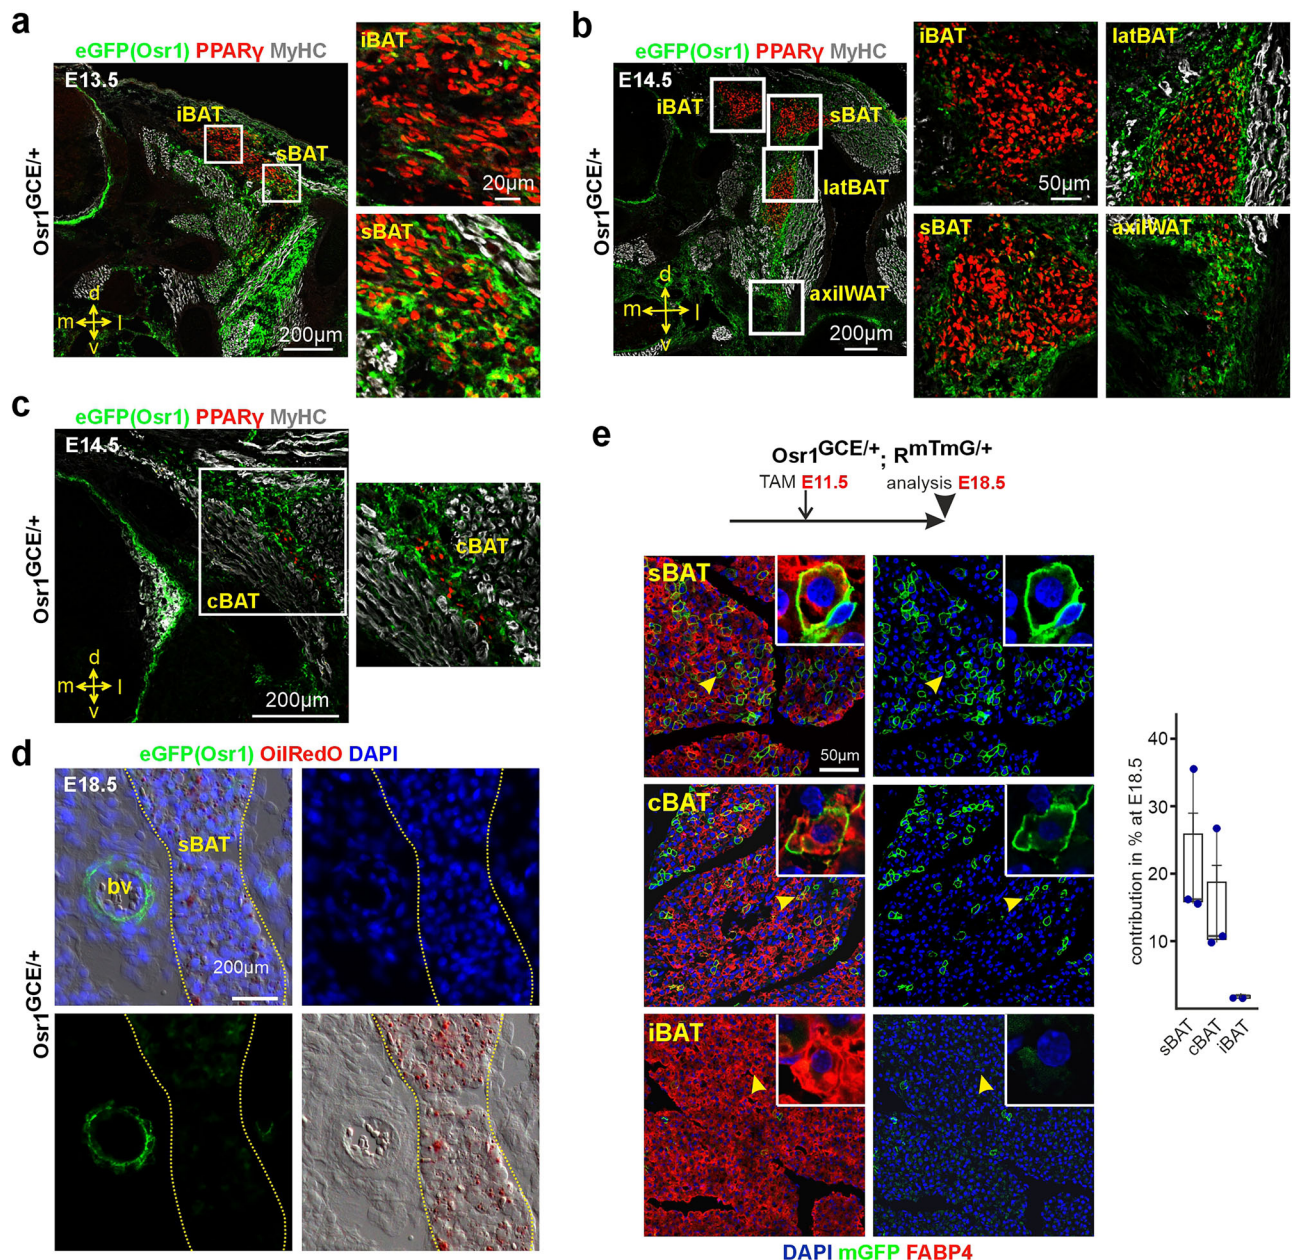 a
eGFP(Osr1) PPARγ MyHC
E13.5
iBAT
sBAT
Osr1GCE/+
d
m l
v
200µm
iBAT
20µm
sBAT
b
eGFP(Osr1) PPARγ MyHC
E14.5
iBAT
sBAT
latBAT
axilWAT
Osr1GCE/+
d
m l
v
200µm
iBAT
50µm
latBAT
sBAT
axilWAT
c
eGFP(Osr1) PPARγ MyHC
E14.5
cBAT
Osr1GCE/+
d
m l
v
200µm
cBAT
d
eGFP(Osr1) OilRedO DAPI
E18.5
sBAT
bv
200µm
Osr1GCE/+
e
Osr1GCE/+; RmTmG/+
TAM E11.5 analysis E18.5
sBAT
50µm
cBAT
iBAT
DAPI mGFP FABP4
contribution in % at E18.5
40
30
20
10
sBAT
cBAT
iBAT